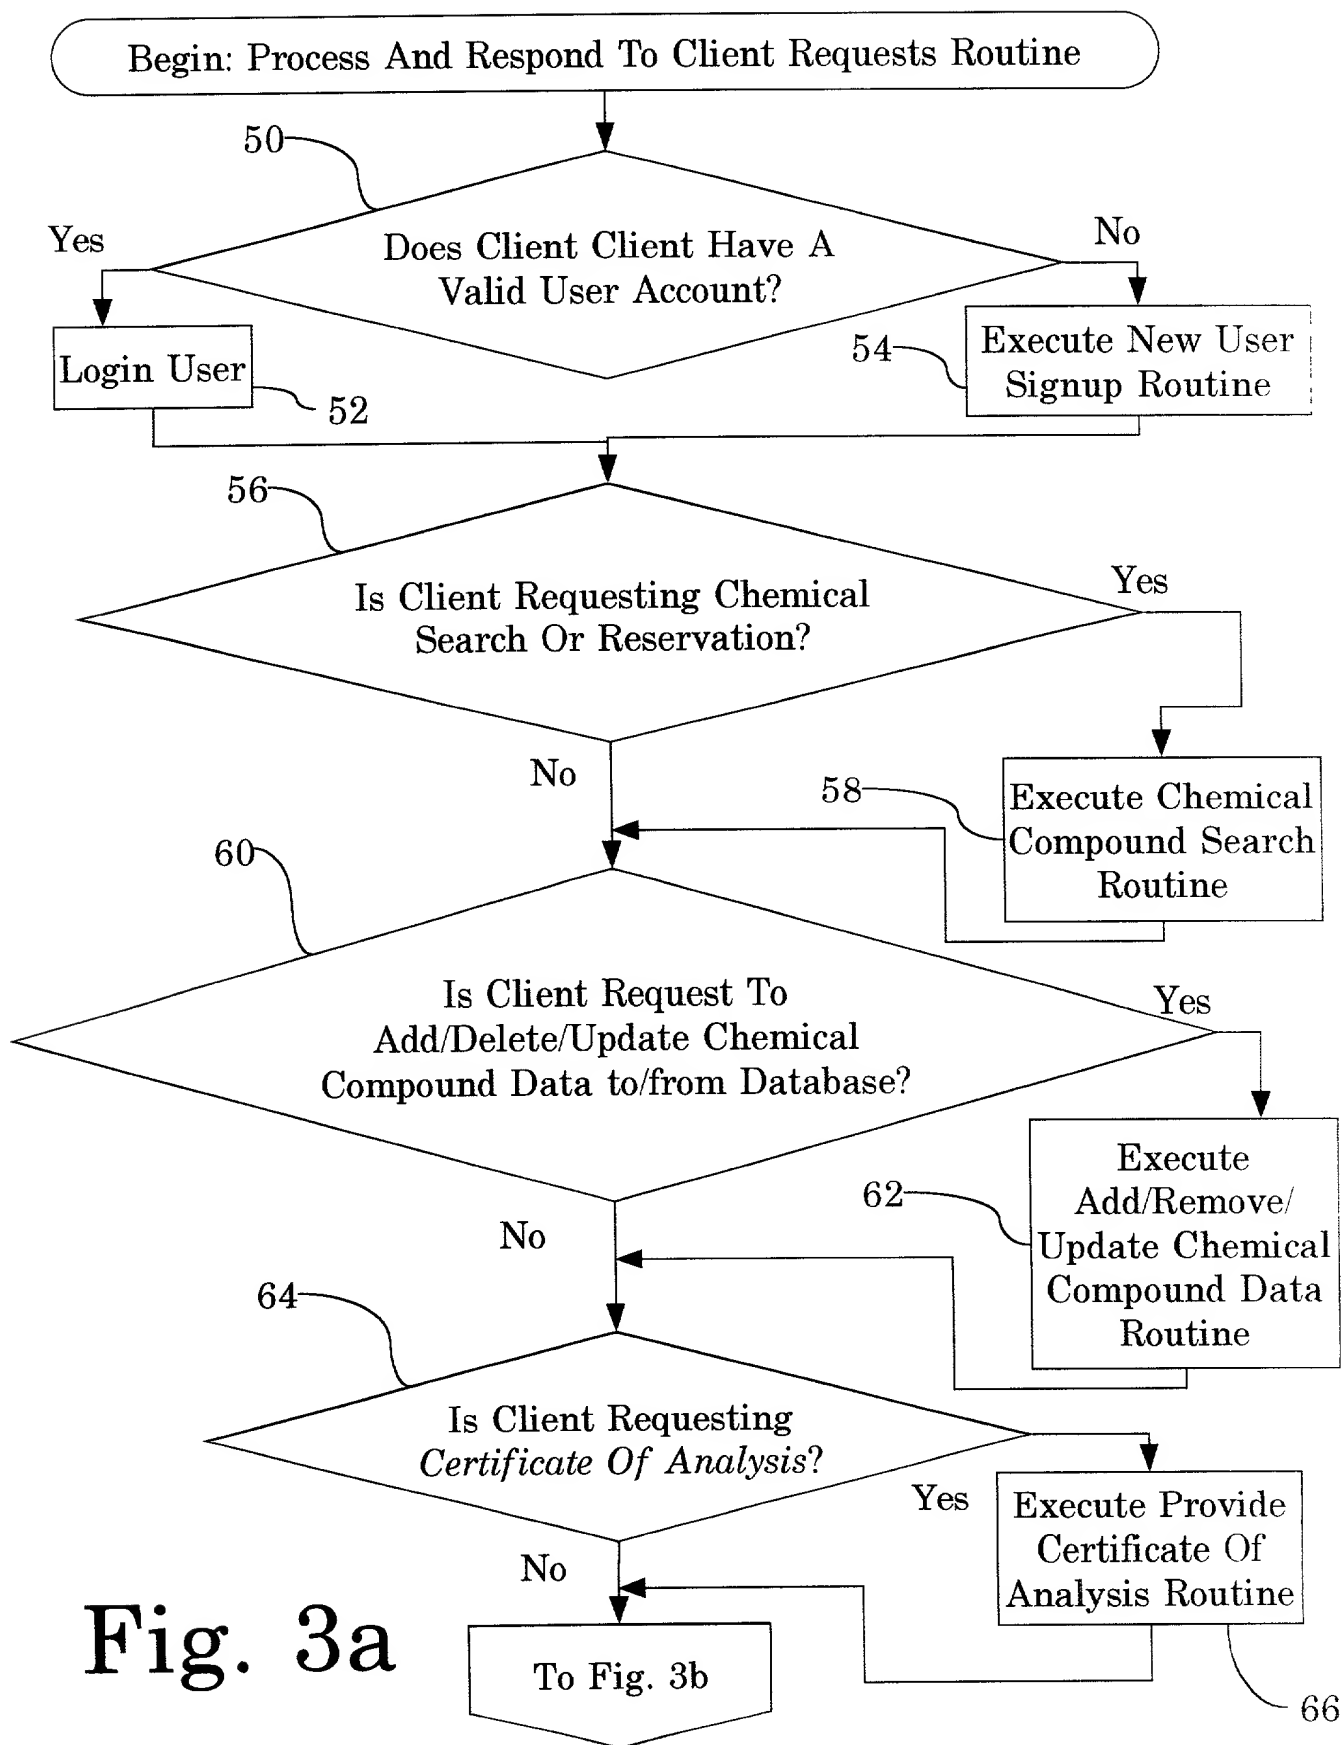 Begin: Process And Respond To Client Requests Routine
50
Yes
No
Does Client Client Have A
Valid User Account?
Login User
52
54
Execute New User
Signup Routine
56
Is Client Requesting Chemical
Search Or Reservation?
Yes
No
58
Execute Chemical
Compound Search
Routine
60
Is Client Request To
Add/Delete/Update Chemical
Compound Data to/from Database?
Yes
No
62
Execute
Add/Remove/
Update Chemical
Compound Data
Routine
64
Is Client Requesting
Certificate Of Analysis?
Yes
No
Execute Provide
Certificate Of
Analysis Routine
66
To Fig. 3b
Fig. 3a